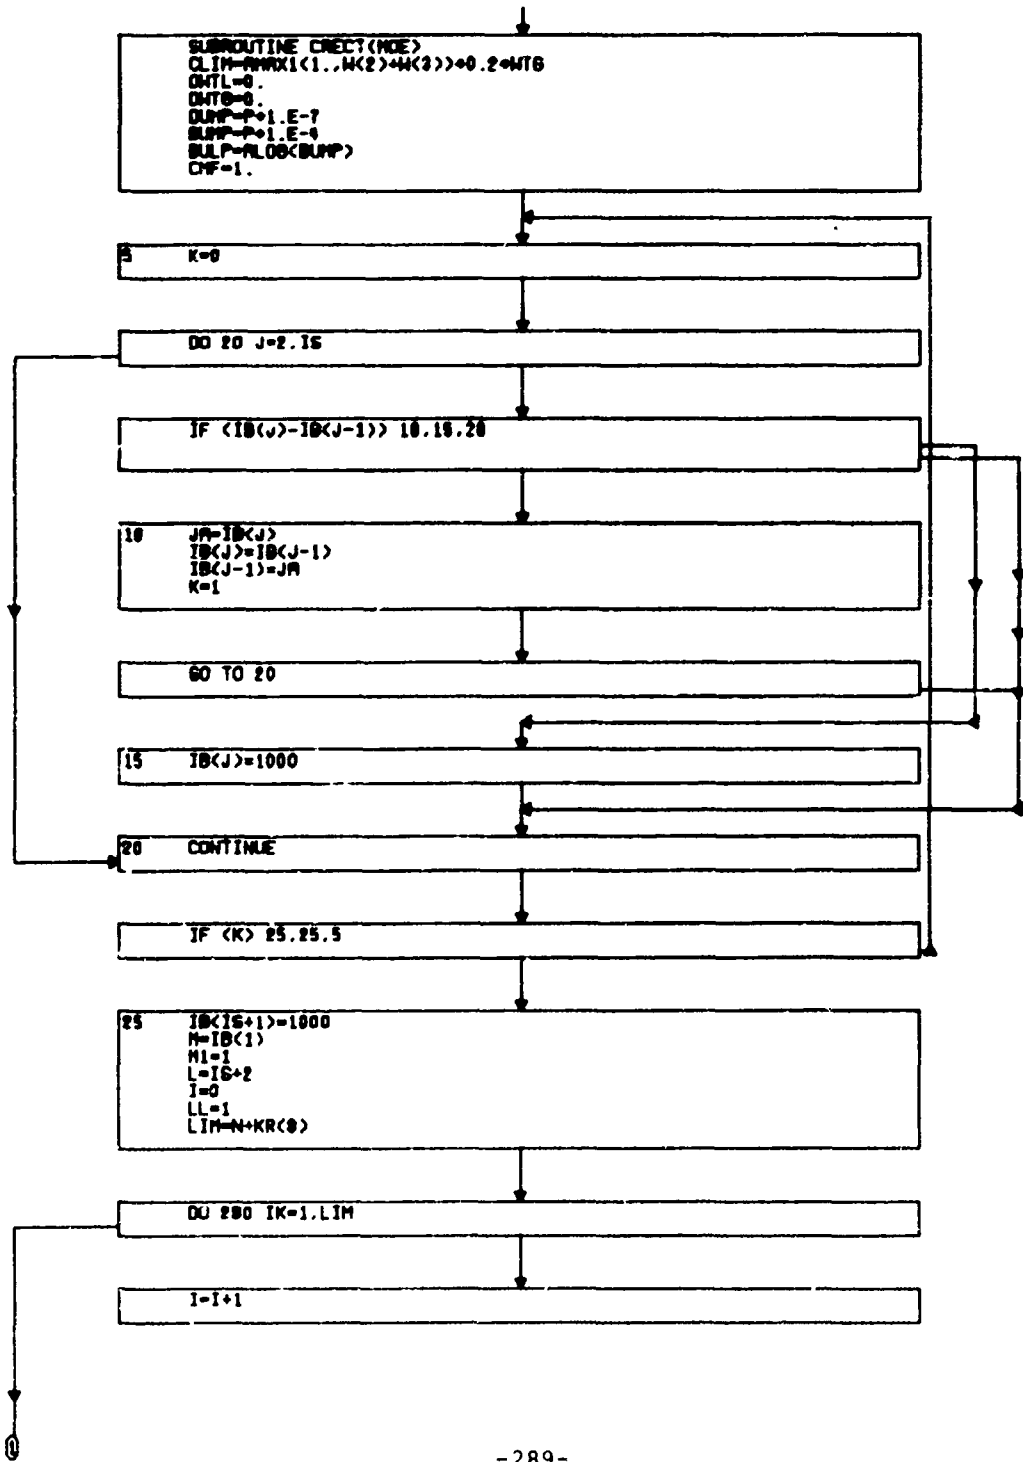 SUBROUTINE CRECT(MOE)
CLIM=AMAX1(1.,W(2)+W(3))+0.2*WTG
DWTL=0.
DWTG=0.
DUMP=P*1.E-7
BUMP=P*1.E-4
BULP=ALOG(BUMP)
CMF=1.
5 K=0
DO 20 J=2,IS
IF (IB(J)-IB(J-1)) 10,15,20
10 JA=IB(J)
IB(J)=IB(J-1)
IB(J-1)=JA
K=1
GO TO 20
15 IB(J)=1000
20 CONTINUE
IF (K) 25,25,5
25 IB(IS+1)=1000
M=IB(1)
M1=1
L=IS+2
I=0
LL=1
LIM=N+KR(8)
DO 290 IK=1,LIM
I=I+1
1
-289-